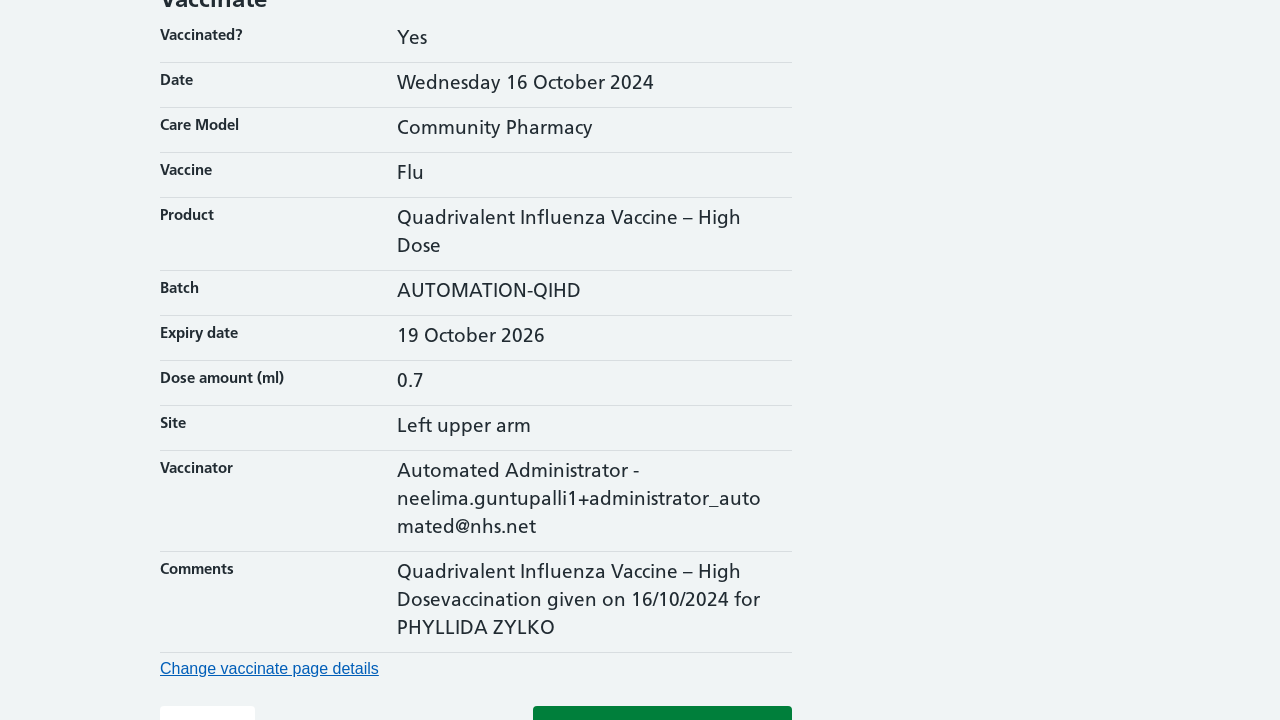 Vaccinate
Vaccinated?
Yes
Date
Wednesday 16 October 2024
Care Model
Community Pharmacy
Vaccine
Flu
Product
Quadrivalent Influenza Vaccine – High
Dose
Batch
AUTOMATION-QIHD
Expiry date
19 October 2026
Dose amount (ml)
0.7
Site
Left upper arm
Vaccinator
Automated Administrator -
neelima.guntupalli1+administrator_auto
mated@nhs.net
Comments
Quadrivalent Influenza Vaccine – High
Dosevaccination given on 16/10/2024 for
PHYLLIDA ZYLKO
Change vaccinate page details